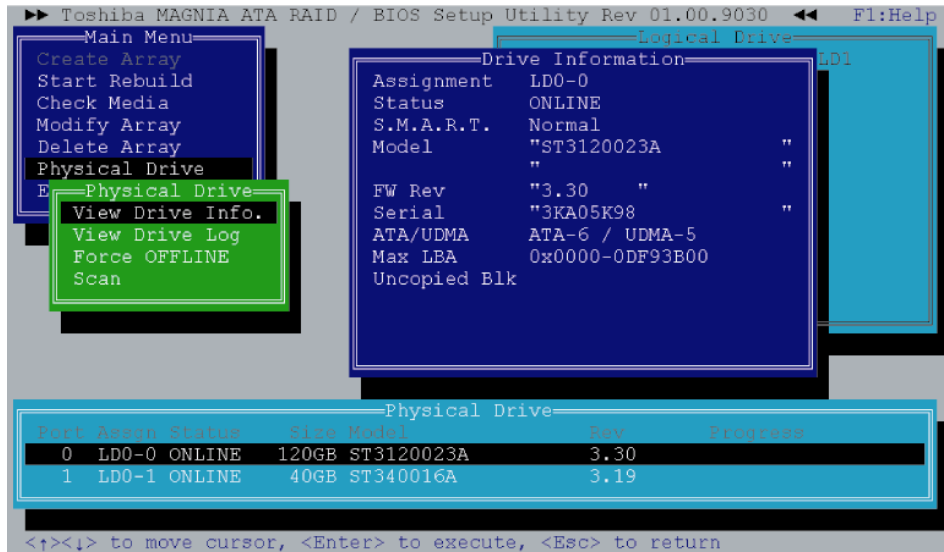 ►► Toshiba MAGNIA ATA RAID / BIOS Setup Utility Rev 01.00.9030 ◄◄ F1:Help
Main Menu
Create Array
Start Rebuild
Check Media
Modify Array
Delete Array
Physical Drive
E
Physical Drive
View Drive Info.
View Drive Log
Force OFFLINE
Scan
Logical Drive
LD1
Drive Information
Assignment LD0-0
Status ONLINE
S.M.A.R.T. Normal
Model "ST3120023A "
" "
FW Rev "3.30 "
Serial "3KA05K98 "
ATA/UDMA ATA-6 / UDMA-5
Max LBA 0x0000-0DF93B00
Uncopied Blk
Physical Drive
Port Assgn Status Size Model Rev Progress
0 LD0-0 ONLINE 120GB ST3120023A 3.30
1 LD0-1 ONLINE 40GB ST340016A 3.19
<↑><↓> to move cursor, <Enter> to execute, <Esc> to return